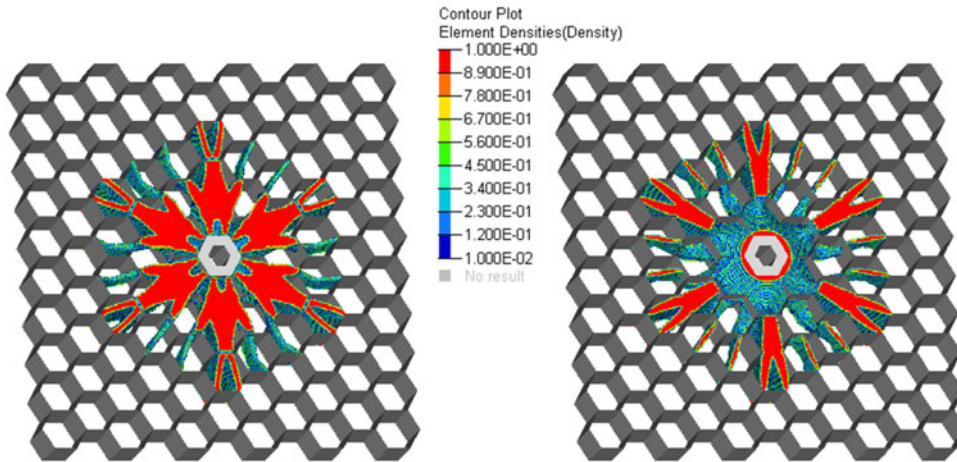 Contour Plot
Element Densities(Density)
1.000E+00
8.900E-01
7.800E-01
6.700E-01
5.600E-01
4.500E-01
3.400E-01
2.300E-01
1.200E-01
1.000E-02
No result